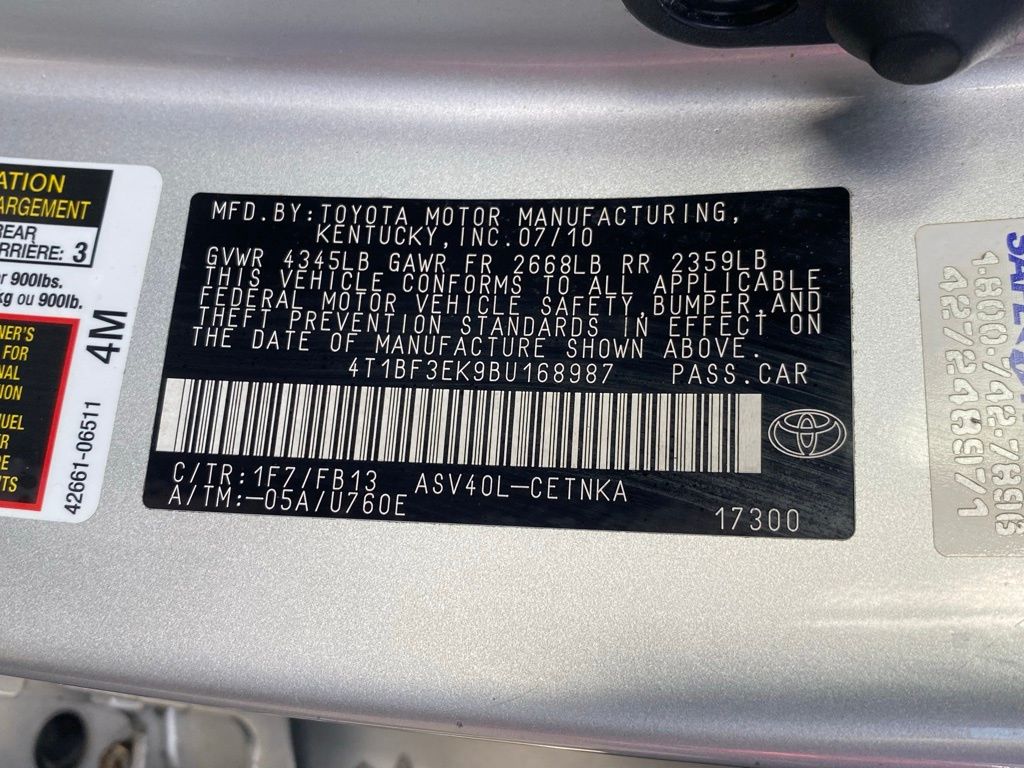 ATION
ARGEMENT
REAR
ARRIÈRE: 3
r 900lbs.
kg ou 900lb.
NER'S
FOR
NAL
TION
UEL
R
E
TS
4M
42661-06511
MFD.BY:TOYOTA MOTOR MANUFACTURING,
KENTUCKY,INC.07/10
GVWR 4345LB GAWR FR 2668LB RR 2359LB
THIS VEHICLE CONFORMS TO ALL APPLICABLE
FEDERAL MOTOR VEHICLE SAFETY,BUMPER,AND
THEFT PREVENTION STANDARDS IN EFFECT ON
THE DATE OF MANUFACTURE SHOWN ABOVE.
4T1BF3EK9BU168987 PASS.CAR
C/TR:1F7/FB13 ASV40L-CETNKA
A/TM:-05A/U760E
17300